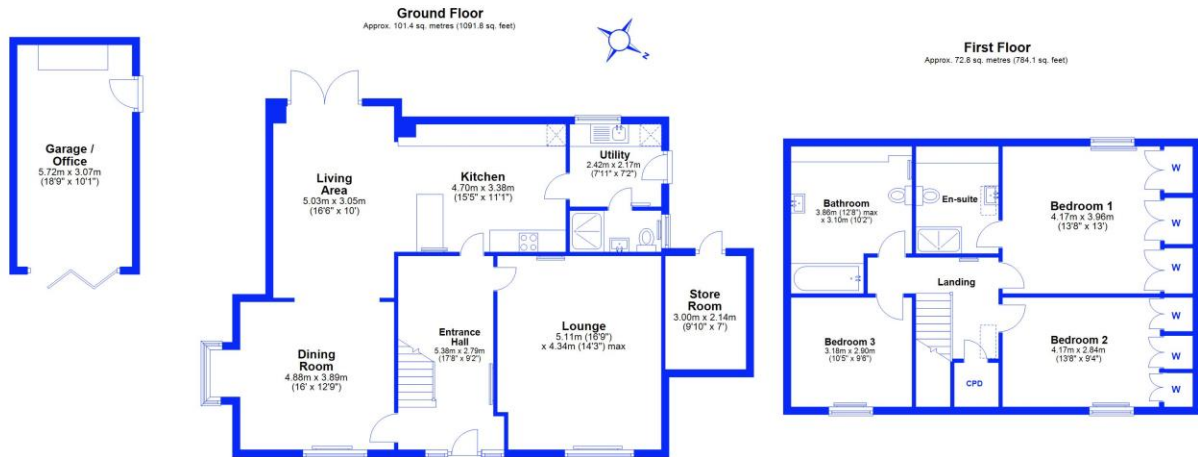 Ground Floor
Approx. 101.4 sq. metres (1091.8 sq. feet)
N
Garage /
Office
5.72m x 3.07m
(18'9" x 10'1")
Living
Area
5.03m x 3.05m
(16'6" x 10')
Kitchen
4.70m x 3.38m
(15'5" x 11'1")
Utility
2.42m x 2.17m
(7'11" x 7'2")
Dining
Room
4.88m x 3.89m
(16' x 12'9")
Entrance
Hall
5.38m x 2.79m
(17'8" x 9'2")
Lounge
5.11m (16'9")
x 4.34m (14'3") max
Store
Room
3.00m x 2.14m
(9'10" x 7')
First Floor
Approx. 72.8 sq. metres (784.1 sq. feet)
Bathroom
3.86m (12'8") max
x 3.10m (10'2")
En-suite
Bedroom 1
4.17m x 3.96m
(13'8" x 13')
W
W
W
Landing
Bedroom 3
3.18m x 2.90m
(10'5" x 9'6")
CPD
Bedroom 2
4.17m x 2.84m
(13'8" x 9'4")
W
W
W